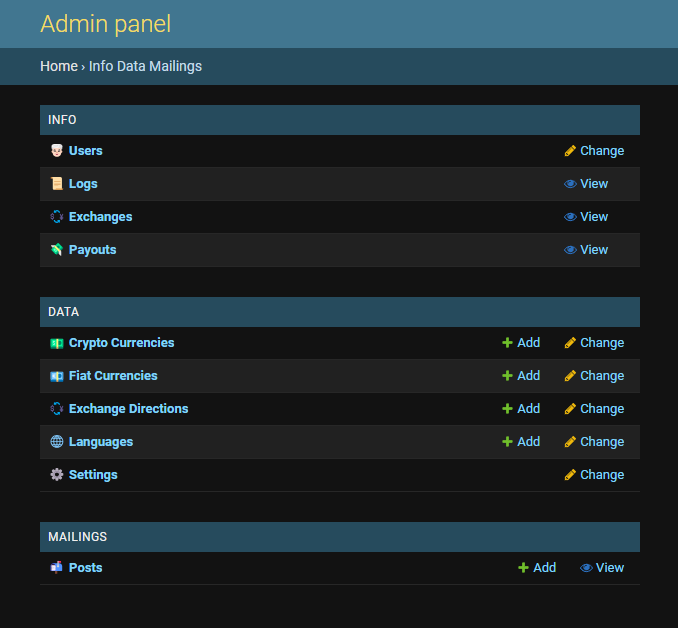 Admin panel
Home › Info Data Mailings
INFO
Users Change
Logs View
Exchanges View
Payouts View
DATA
Crypto Currencies Add Change
Fiat Currencies Add Change
Exchange Directions Add Change
Languages Add Change
Settings Change
MAILINGS
Posts Add View